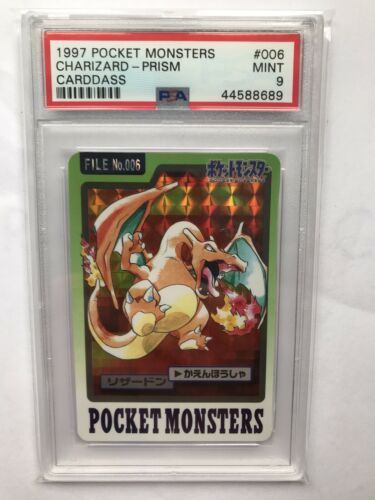 1997 POCKET MONSTERS #006
CHARIZARD - PRISM MINT
CARDDASS 9
PSA 44588689
FILE No.006
ポケットモンスター
リザードン
▶かえんほうしゃ
POCKET MONSTERS